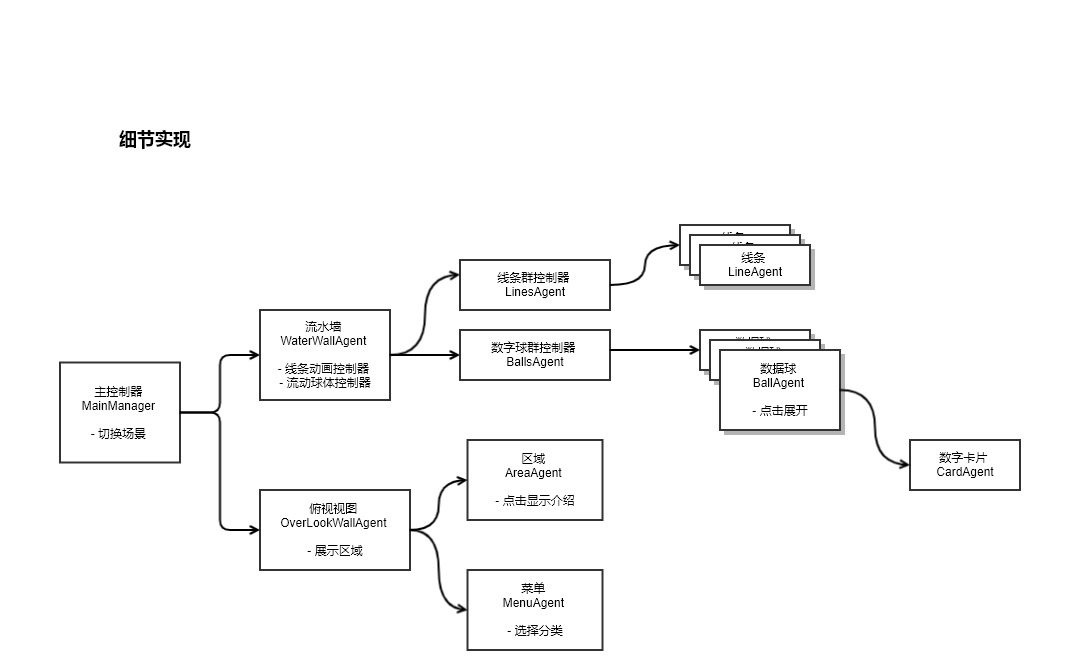 细节实现
线条
LineAgent
线条群控制器
LinesAgent
流水墙
WaterWallAgent
- 线条动画控制器
- 流动球体控制器
数字球群控制器
BallsAgent
数据球
BallAgent
- 点击展开
主控制器
MainManager
- 切换场景
区域
AreaAgent
- 点击显示介绍
数字卡片
CardAgent
俯视视图
OverLookWallAgent
- 展示区域
菜单
MenuAgent
- 选择分类